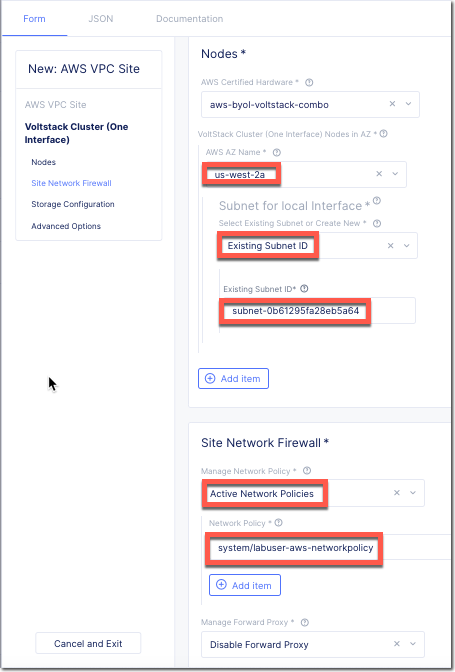 Form JSON Documentation
New: AWS VPC Site
AWS VPC Site
Voltstack Cluster (One
Interface)
Nodes
Site Network Firewall
Storage Configuration
Advanced Options
Cancel and Exit
Nodes *
AWS Certified Hardware *
aws-byol-voltstack-combo
VoltStack Cluster (One Interface) Nodes in AZ *
AWS AZ Name *
us-west-2a
Subnet for local Interface *
Select Existing Subnet or Create New *
Existing Subnet ID
Existing Subnet ID*
subnet-0b61295fa28eb5a64
Add item
Site Network Firewall *
Manage Network Policy *
Active Network Policies
Network Policy *
system/labuser-aws-networkpolicy
Add item
Manage Forward Proxy *
Disable Forward Proxy